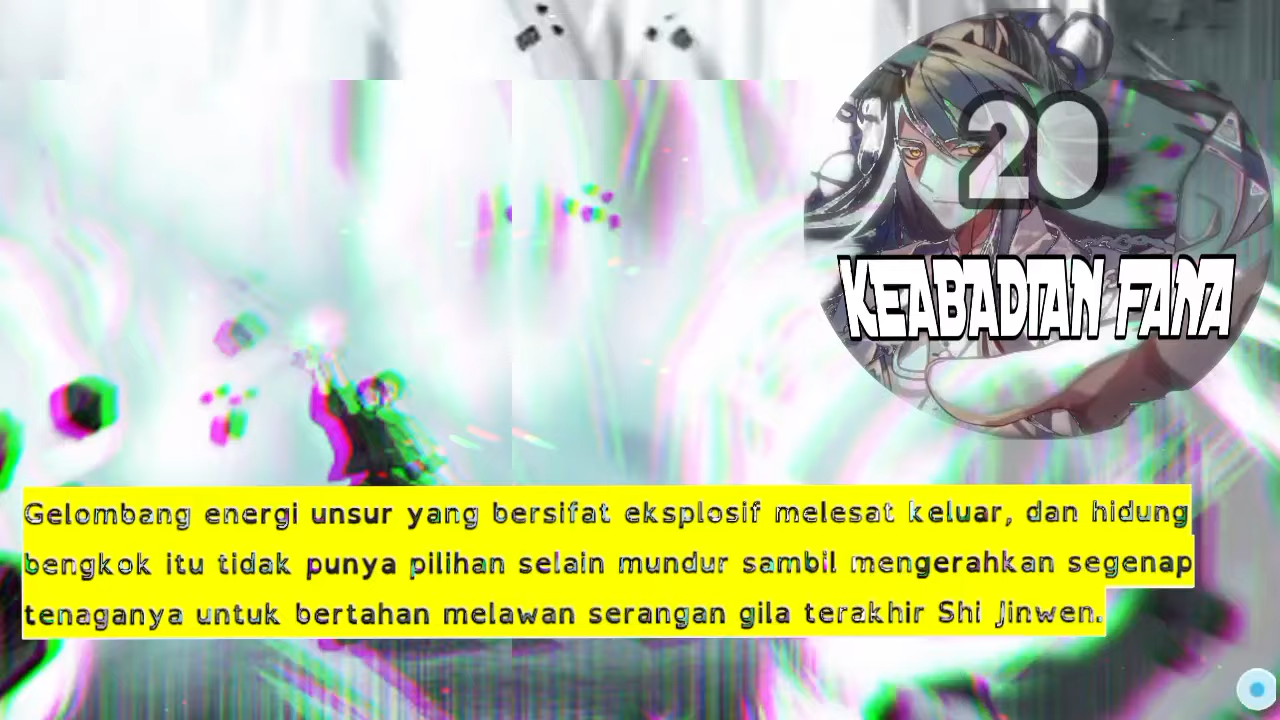 20
KEABADIAN FANA
Gelombang energi unsur yang bersifat eksplosif melesat keluar, dan hidung
bengkok itu tidak punya pilihan selain mundur sambil mengerahkan segenap
tenaganya untuk bertahan melawan serangan gila terakhir Shi Jinwen.